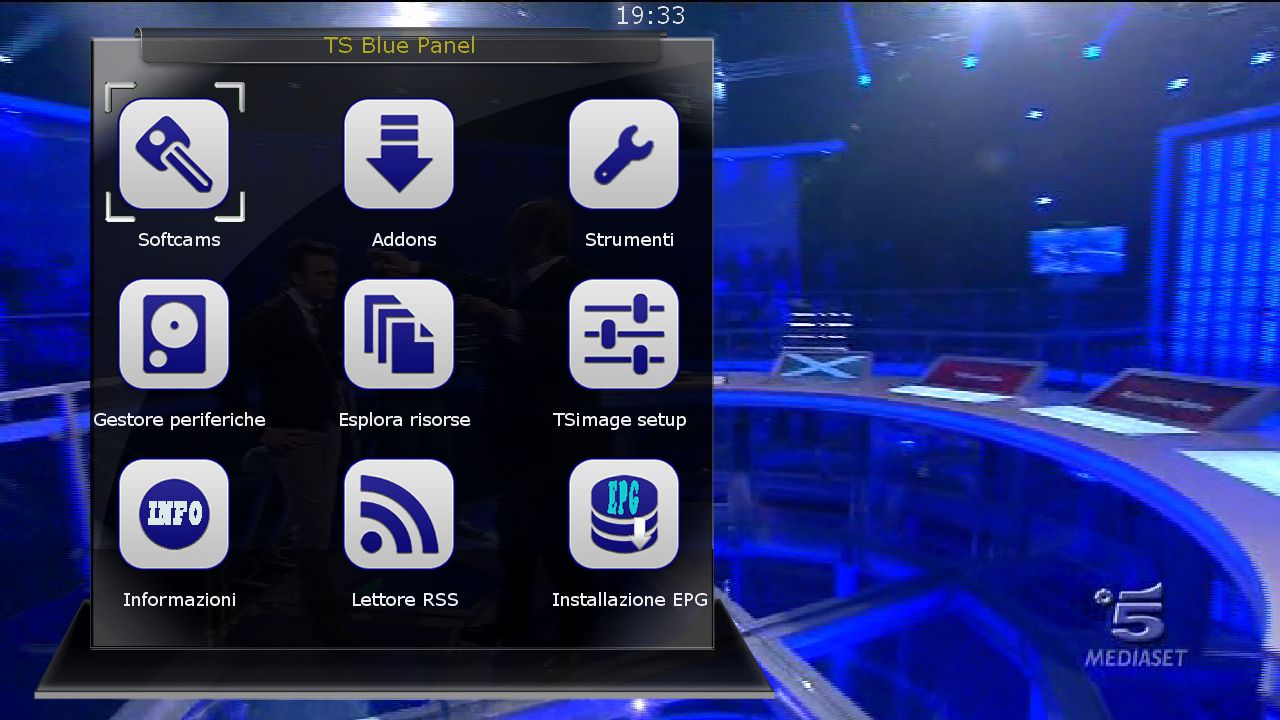 19:33
TS Blue Panel
Softcams
Addons
Strumenti
Gestore periferiche
Esplora risorse
TSimage setup
INFO
EPG
Informazioni
Lettore RSS
Installazione EPG
5
MEDIASET